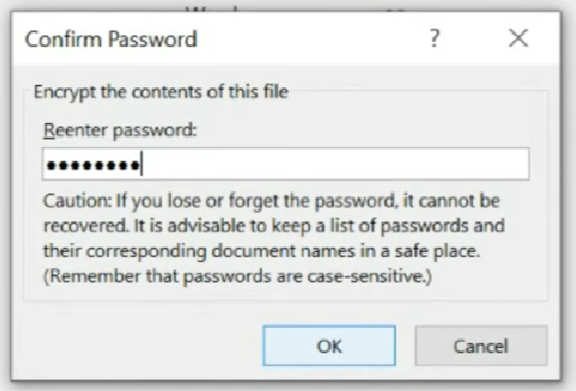 Confirm Password ? ×
Encrypt the contents of this file
Reenter password:
••••••••
Caution: If you lose or forget the password, it cannot be
recovered. It is advisable to keep a list of passwords and
their corresponding document names in a safe place.
(Remember that passwords are case-sensitive.)
OK Cancel